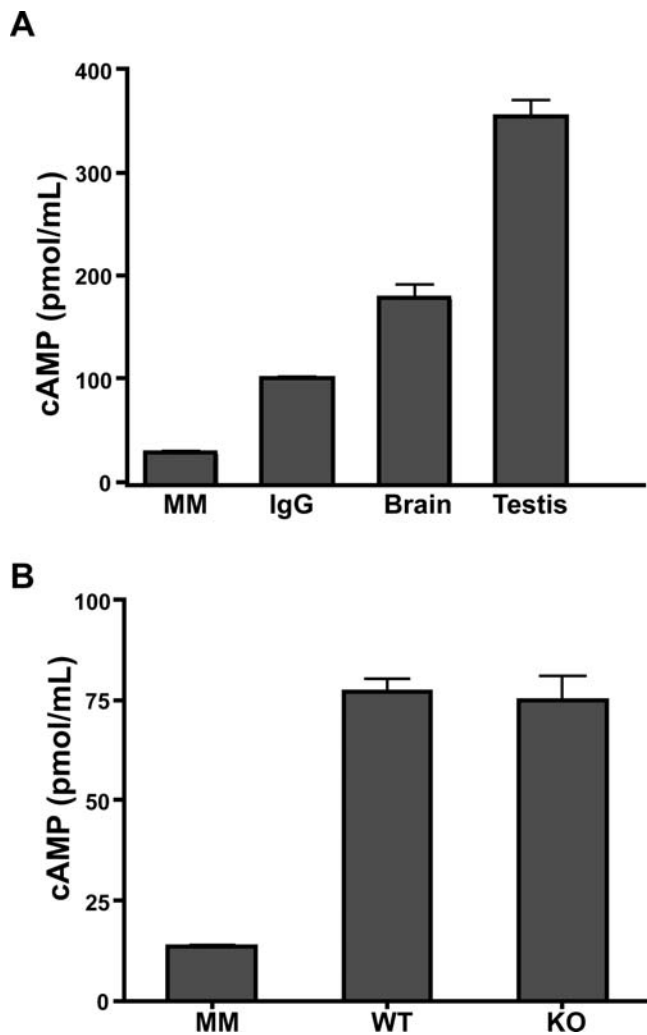 A
cAMP (pmol/mL)
400
300
200
100
0
MM IgG Brain Testis
B
cAMP (pmol/mL)
100
75
50
25
0
MM WT KO